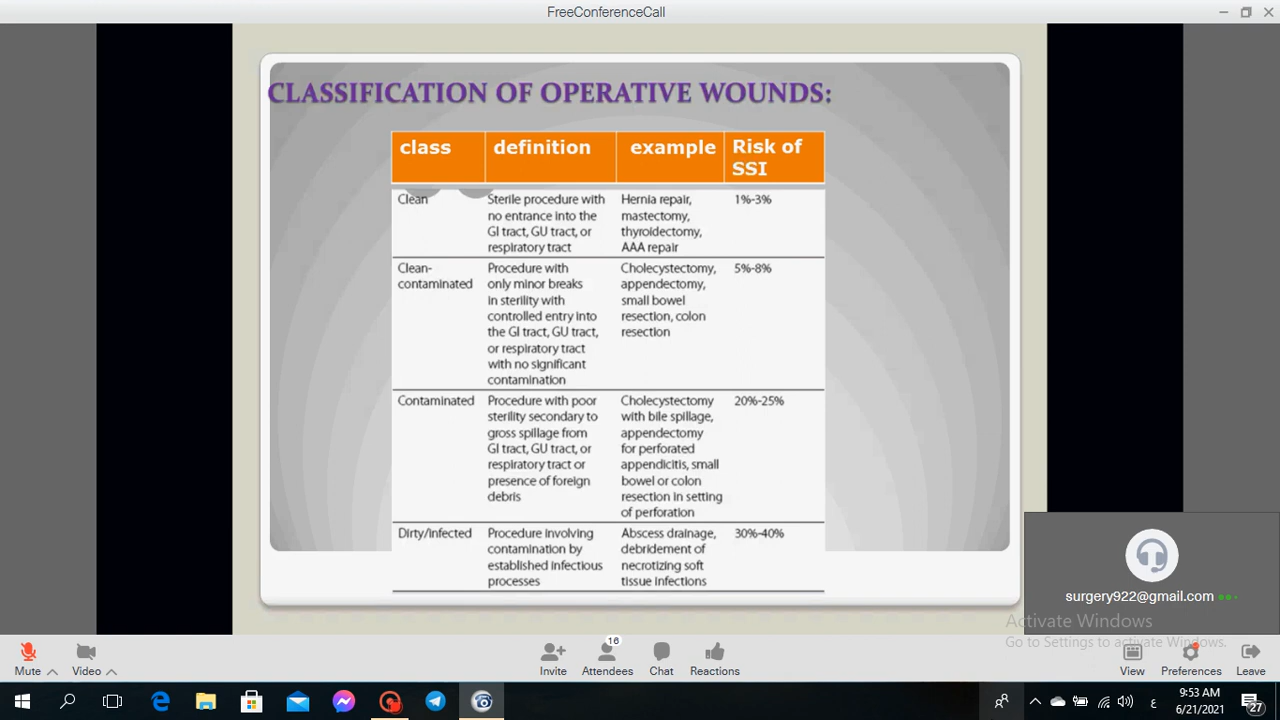 FreeConferenceCall
CLASSIFICATION OF OPERATIVE WOUNDS:
class definition example Risk of
SSI
Clean Sterile procedure with Hernia repair, 1%-3%
no entrance into the mastectomy,
GI tract, GU tract, or thyroidectomy,
respiratory tract AAA repair
Clean- Procedure with Cholecystectomy, 5%-8%
contaminated only minor breaks appendectomy,
in sterility with small bowel
controlled entry into resection, colon
the GI tract, GU tract, resection
or respiratory tract
with no significant
contamination
Contaminated Procedure with poor Cholecystectomy 20%-25%
sterility secondary to with bile spillage,
gross spillage from appendectomy
GI tract, GU tract, or for perforated
respiratory tract or appendicitis, small
presence of foreign bowel or colon
debris resection in setting
of perforation
Dirty/infected Procedure involving Abscess drainage, 30%-40%
contamination by debridement of
established infectious necrotizing soft
processes tissue infections
surgery922@gmail.com
Activate Windows
Go to Settings to activate Windows.
16
Mute Video Invite Attendees Chat Reactions View Preferences Leave
ع 9:53 AM
6/21/2021 27